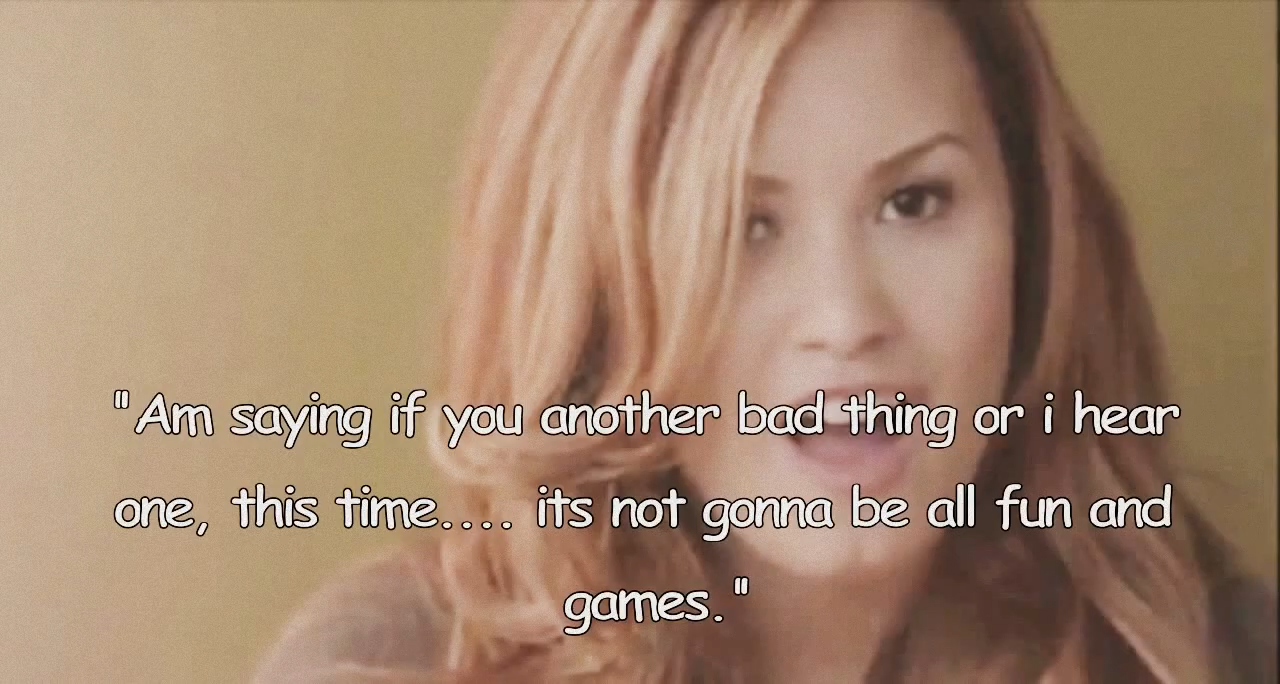 "Am saying if you another bad thing or i hear
one, this time.... its not gonna be all fun and
games."